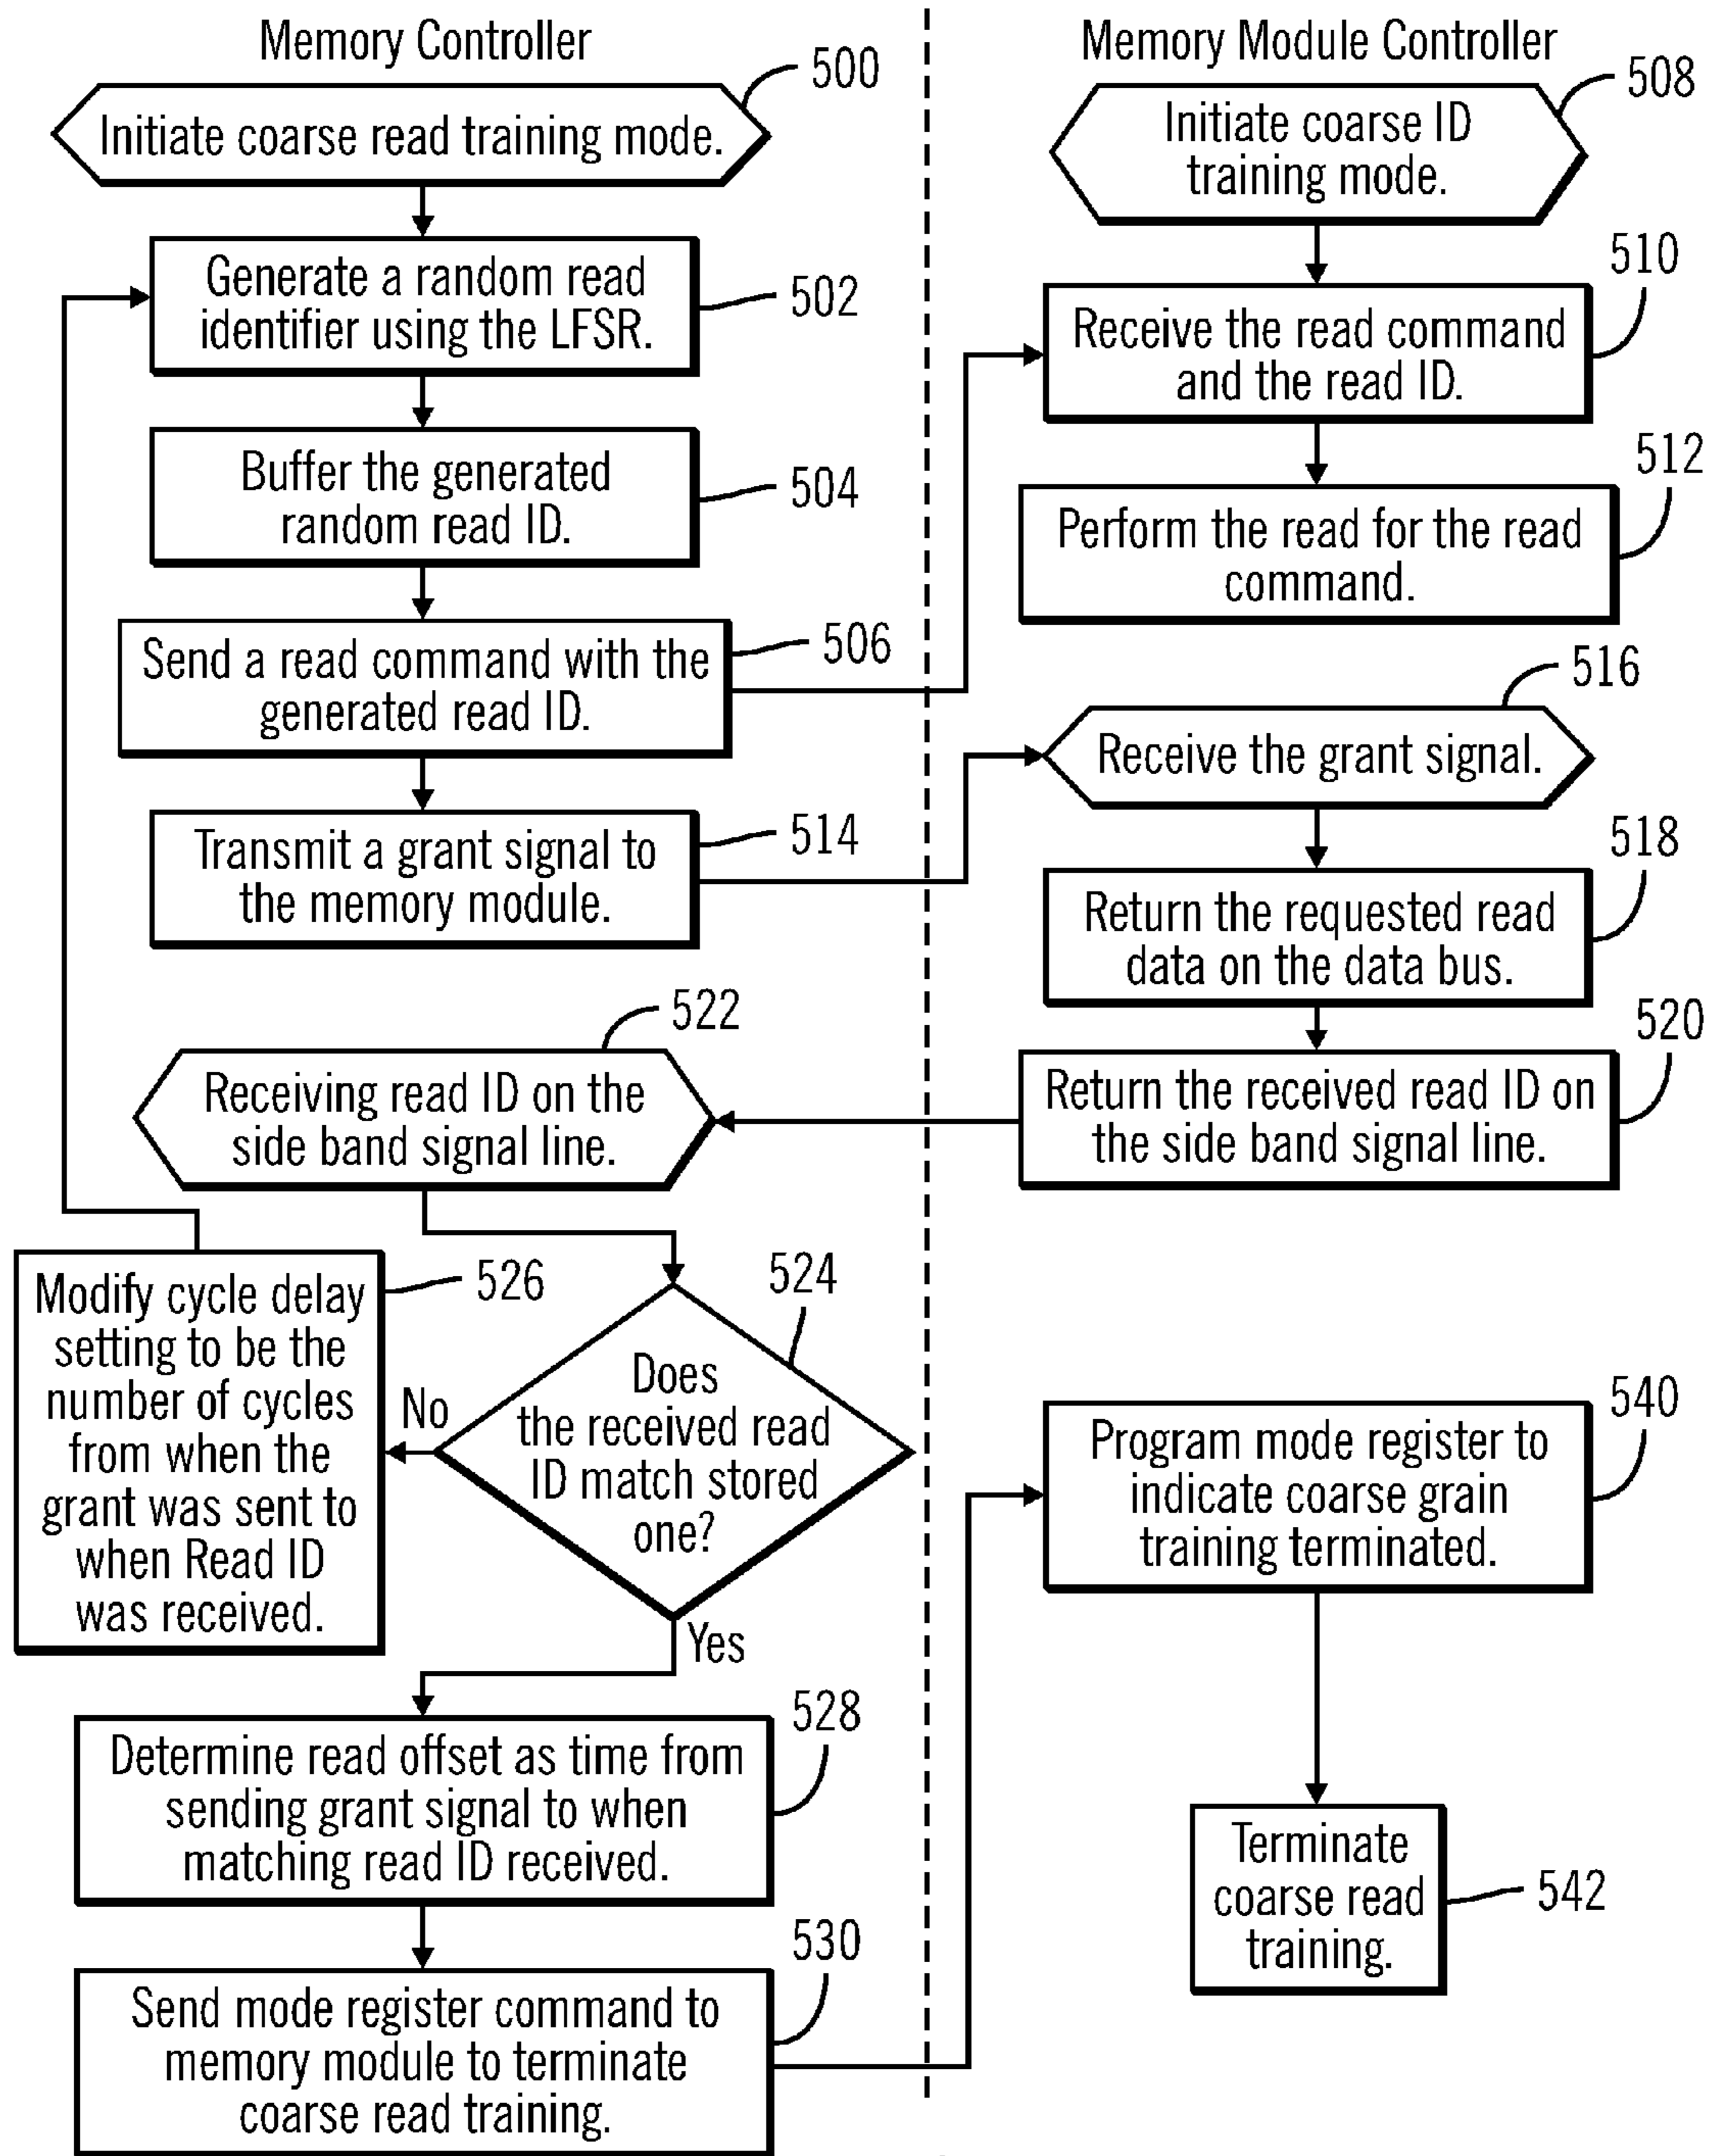 Memory Controller
500
Initiate coarse read training mode.
Generate a random read
identifier using the LFSR.
502
Buffer the generated
random read ID.
504
Send a read command with the
generated read ID.
506
Transmit a grant signal to
the memory module.
514
522
Receiving read ID on the
side band signal line.
Modify cycle delay
setting to be the
number of cycles
from when the
grant was sent to
when Read ID
was received.
526
524
Does
the received read
ID match stored
one?
No
Yes
528
Determine read offset as time from
sending grant signal to when
matching read ID received.
530
Send mode register command to
memory module to terminate
coarse read training.
Memory Module Controller
508
Initiate coarse ID
training mode.
510
Receive the read command
and the read ID.
512
Perform the read for the read
command.
516
Receive the grant signal.
518
Return the requested read
data on the data bus.
520
Return the received read ID on
the side band signal line.
540
Program mode register to
indicate coarse grain
training terminated.
Terminate
coarse read
training.
542